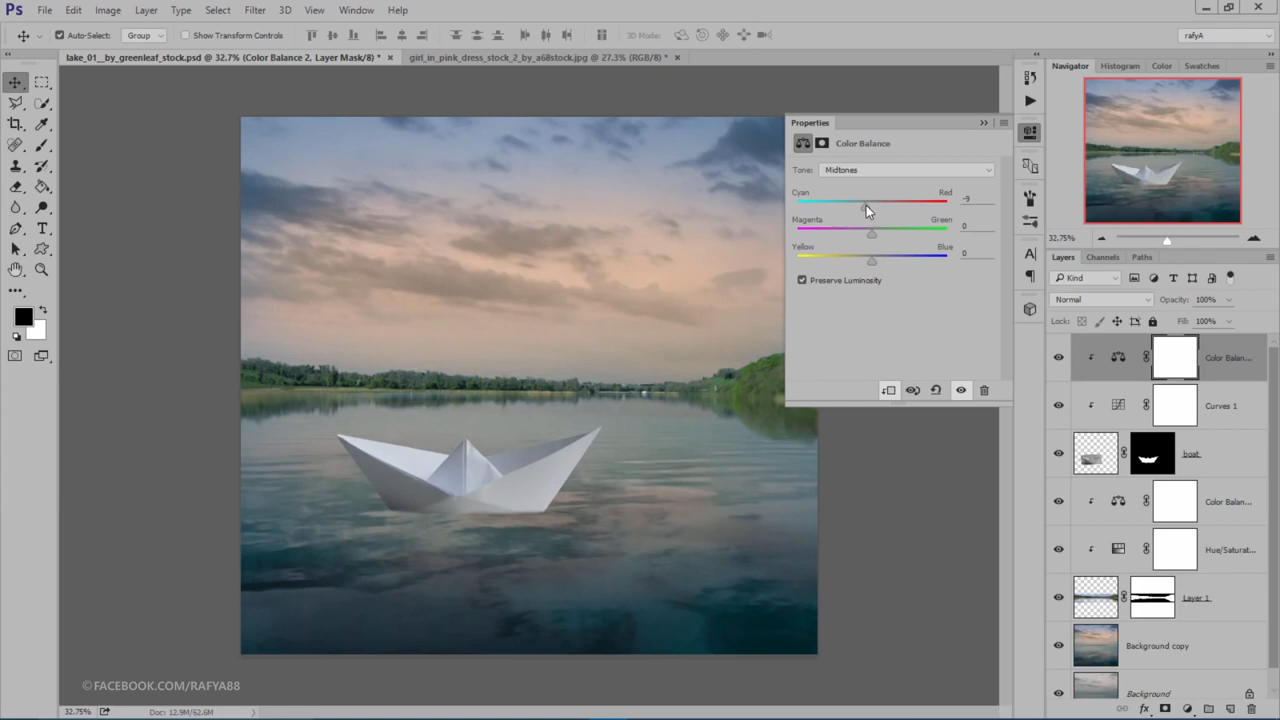 Ps File Edit Image Layer Type Select Filter 3D View Window Help
Auto-Select: Group Show Transform Controls 3D Mode: rafyA
lake_01__by_greenleaf_stock.psd @ 32.7% (Color Balance 2, Layer Mask/8) * × girl_in_pink_dress_stock_2_by_a68stock.jpg @ 27.3% (RGB/8) * ×
Navigator Histogram Color Swatches
Properties
Color Balance
Tone: Midtones
Cyan Red -9
Magenta Green 0
Yellow Blue 0
Preserve Luminosity
32.75%
Layers Channels Paths
Kind
Normal Opacity: 100%
Lock: Fill: 100%
Color Balan...
Curves 1
boat
Color Balan...
Hue/Saturat...
Layer 1
Background copy
Background
©FACEBOOK.COM/RAFYA88
32.75% Doc: 12.9M/62.6M